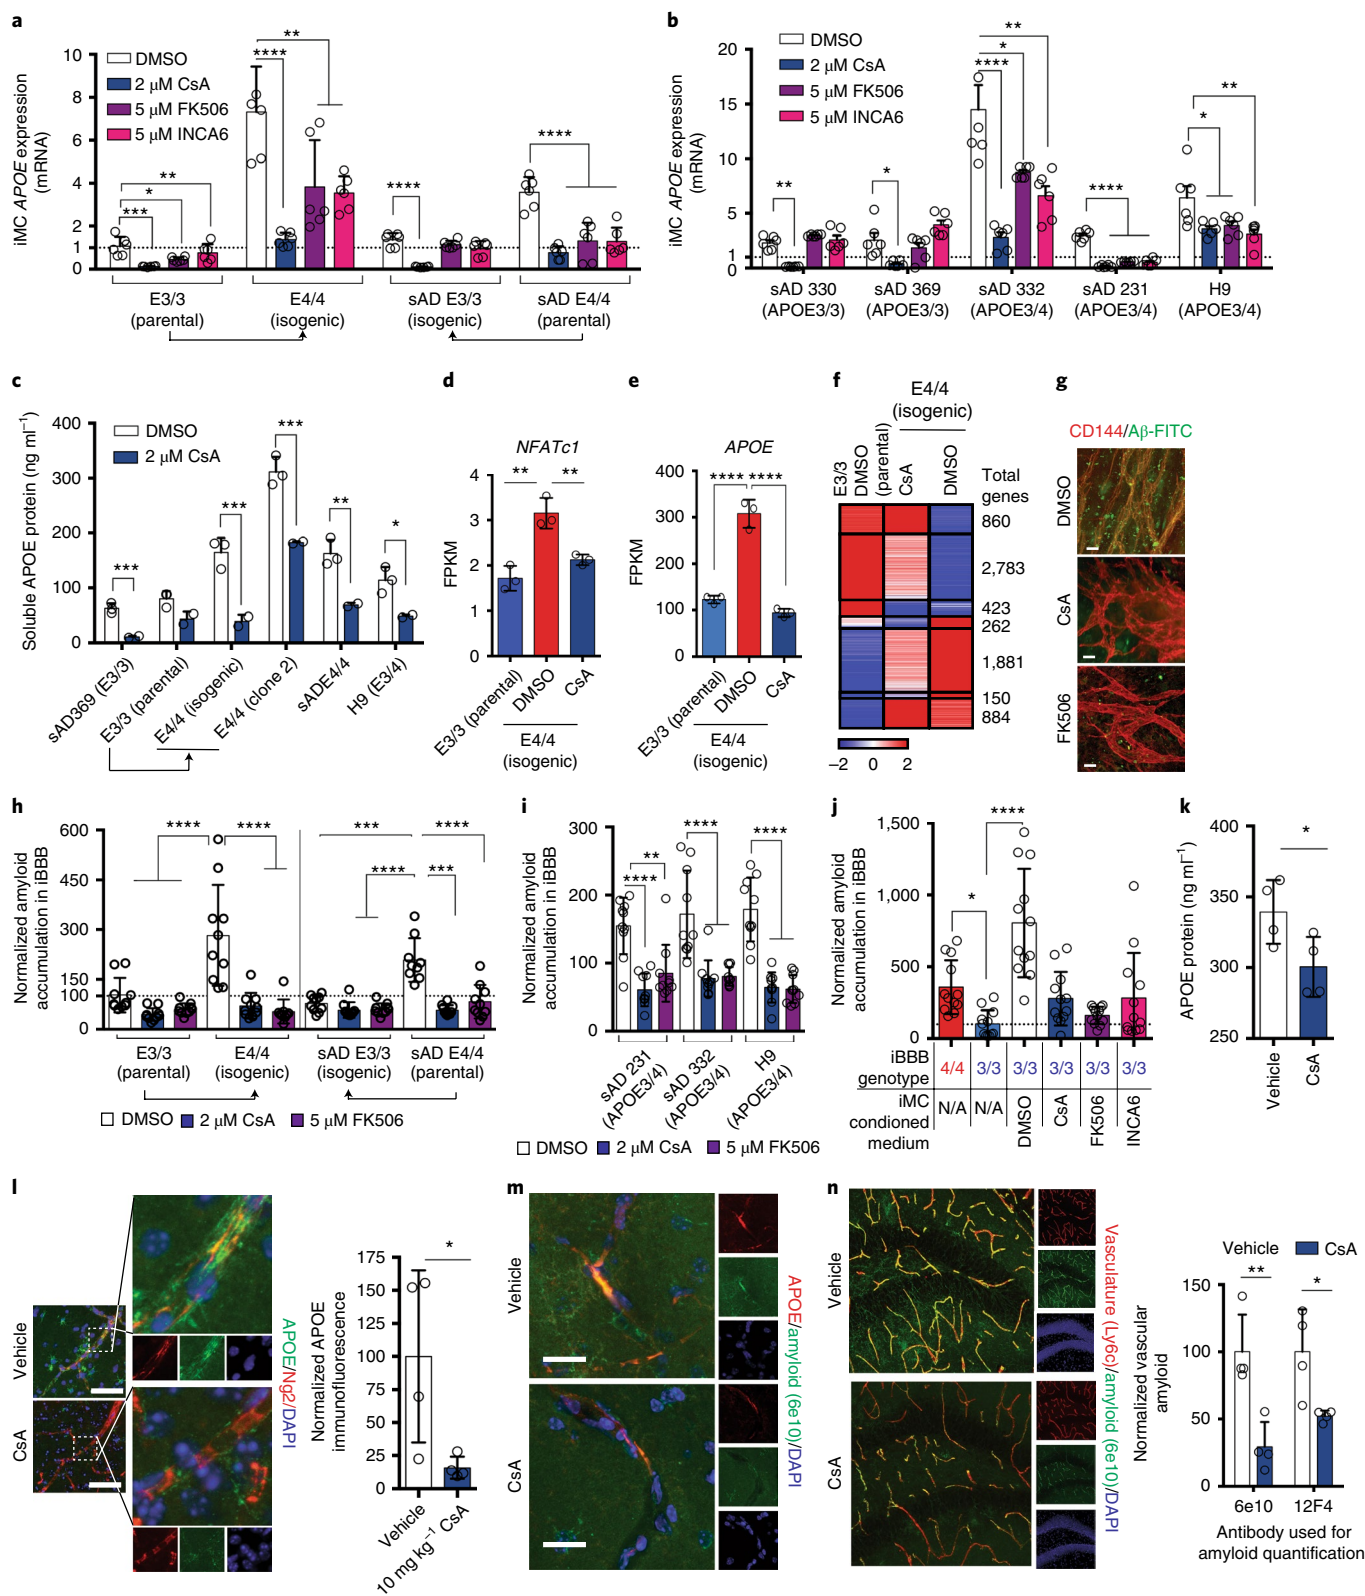 a
iMC APOE expression
(mRNA)
10
8
6
4
2
1
0
DMSO
2 μM CsA
5 μM FK506
5 μM INCA6
***
*
**
****
**
****
****
E3/3
(parental)
E4/4
(isogenic)
sAD E3/3
(isogenic)
sAD E4/4
(parental)
b
iMC APOE expression
(mRNA)
20
15
10
5
1
0
DMSO
2 μM CsA
5 μM FK506
5 μM INCA6
**
*
**
*
****
****
*
**
sAD 330
(APOE3/3)
sAD 369
(APOE3/3)
sAD 332
(APOE3/4)
sAD 231
(APOE3/4)
H9
(APOE3/4)
c
Soluble APOE protein (ng ml−1)
400
300
200
100
0
DMSO
2 μM CsA
***
***
***
**
*
sAD369 (E3/3)
E3/3 (parental)
E4/4 (isogenic)
E4/4 (clone 2)
sADE4/4
H9 (E3/4)
d
NFATc1
FPKM
4
3
2
1
0
**
**
E3/3 (parental)
DMSO
CsA
E4/4
(isogenic)
e
APOE
FPKM
400
300
200
100
0
****
****
E3/3 (parental)
DMSO
CsA
E4/4
(isogenic)
f
E4/4
(isogenic)
E3/3
DMSO
(parental)
CsA
DMSO
Total
genes
860
2,783
423
262
1,881
150
884
−2
0
2
g
CD144/Aβ-FITC
DMSO
CsA
FK506
h
Normalized amyloid
accumulation in iBBB
600
450
300
150
100
0
****
****
***
****
****
***
E3/3
(parental)
E4/4
(isogenic)
sAD E3/3
(isogenic)
sAD E4/4
(parental)
DMSO
2 μM CsA
5 μM FK506
i
Normalized amyloid
accumulation in iBBB
300
200
100
0
**
****
****
****
sAD 231
(APOE3/4)
sAD 332
(APOE3/4)
H9
(APOE3/4)
DMSO
2 μM CsA
5 μM FK506
j
Normalized amyloid
accumulation in iBBB
1,500
1,000
500
0
*
****
iBBB
genotype
4/4
3/3
3/3
3/3
3/3
3/3
iMC
condioned
medium
N/A
N/A
DMSO
CsA
FK506
INCA6
k
APOE protein (ng ml−1)
400
350
300
250
*
Vehicle
CsA
l
Vehicle
CsA
APOE/Ng2/DAPI
Normalized APOE
immunofluorescence
175
150
125
100
75
50
25
0
*
Vehicle
10 mg kg−1 CsA
m
Vehicle
CsA
APOE/amyloid (6e10)/DAPI
n
Vehicle
CsA
Vasculature (Ly6c)/amyloid (6e10)/DAPI
Normalized vascular
amyloid
150
100
50
0
Vehicle
CsA
**
*
6e10
12F4
Antibody used for
amyloid quantification